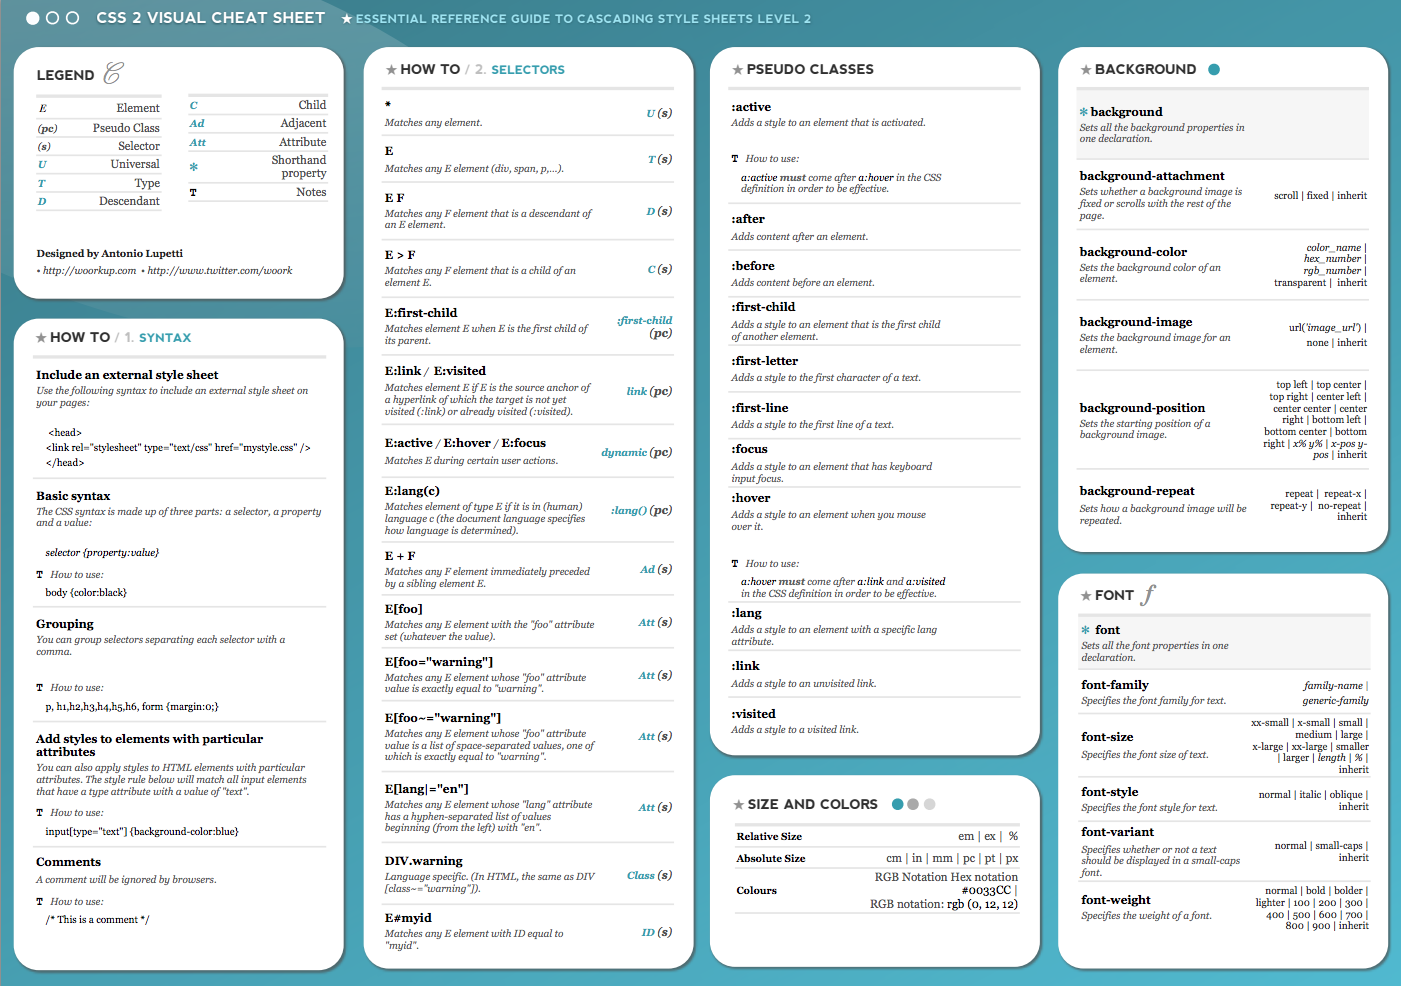 CSS 2 VISUAL CHEAT SHEET ★ ESSENTIAL REFERENCE GUIDE TO CASCADING STYLE SHEETS LEVEL 2
LEGEND C
E Element
(pc) Pseudo Class
(s) Selector
U Universal
T Type
D Descendant
C Child
Ad Adjacent
Att Attribute
✻ Shorthand
property
T Notes
Designed by Antonio Lupetti
• http://woorkup.com • http://www.twitter.com/woork
★ HOW TO / 1. SYNTAX
Include an external style sheet
Use the following syntax to include an external style sheet on
your pages:
<head>
<link rel="stylesheet" type="text/css" href="mystyle.css" />
</head>
Basic syntax
The CSS syntax is made up of three parts: a selector, a property
and a value:
selector {property:value}
T How to use:
body {color:black}
Grouping
You can group selectors separating each selector with a
comma.
T How to use:
p, h1,h2,h3,h4,h5,h6, form {margin:0;}
Add styles to elements with particular
attributes
You can also apply styles to HTML elements with particular
attributes. The style rule below will match all input elements
that have a type attribute with a value of "text".
T How to use:
input[type="text"] {background-color:blue}
Comments
A comment will be ignored by browsers.
T How to use:
/* This is a comment */
★ HOW TO / 2. SELECTORS
*
Matches any element.
U (s)
E
Matches any E element (div, span, p,...).
T (s)
E F
Matches any F element that is a descendant of
an E element.
D (s)
E > F
Matches any F element that is a child of an
element E.
C (s)
E:first-child
Matches element E when E is the first child of
its parent.
:first-child
(pc)
E:link / E:visited
Matches element E if E is the source anchor of
a hyperlink of which the target is not yet
visited (:link) or already visited (:visited).
link (pc)
E:active / E:hover / E:focus
Matches E during certain user actions.
dynamic (pc)
E:lang(c)
Matches element of type E if it is in (human)
language c (the document language specifies
how language is determined).
:lang() (pc)
E + F
Matches any F element immediately preceded
by a sibling element E.
Ad (s)
E[foo]
Matches any E element with the "foo" attribute
set (whatever the value).
Att (s)
E[foo="warning"]
Matches any E element whose "foo" attribute
value is exactly equal to "warning".
Att (s)
E[foo~="warning"]
Matches any E element whose "foo" attribute
value is a list of space-separated values, one of
which is exactly equal to "warning".
Att (s)
E[lang|="en"]
Matches any E element whose "lang" attribute
has a hyphen-separated list of values
beginning (from the left) with "en".
Att (s)
DIV.warning
Language specific. (In HTML, the same as DIV
[class~="warning"]).
Class (s)
E#myid
Matches any E element with ID equal to
"myid".
ID (s)
★ PSEUDO CLASSES
:active
Adds a style to an element that is activated.
T How to use:
a:active must come after a:hover in the CSS
definition in order to be effective.
:after
Adds content after an element.
:before
Adds content before an element.
:first-child
Adds a style to an element that is the first child
of another element.
:first-letter
Adds a style to the first character of a text.
:first-line
Adds a style to the first line of a text.
:focus
Adds a style to an element that has keyboard
input focus.
:hover
Adds a style to an element when you mouse
over it.
T How to use:
a:hover must come after a:link and a:visited
in the CSS definition in order to be effective.
:lang
Adds a style to an element with a specific lang
attribute.
:link
Adds a style to an unvisited link.
:visited
Adds a style to a visited link.
★ SIZE AND COLORS
Relative Size em | ex | %
Absolute Size cm | in | mm | pc | pt | px
Colours
RGB Notation Hex notation
#0033CC |
RGB notation: rgb (0, 12, 12)
★ BACKGROUND
✻ background
Sets all the background properties in
one declaration.
background-attachment
Sets whether a background image is
fixed or scrolls with the rest of the
page.
scroll | fixed | inherit
background-color
Sets the background color of an
element.
color_name |
hex_number |
rgb_number |
transparent | inherit
background-image
Sets the background image for an
element.
url('image_url') |
none | inherit
background-position
Sets the starting position of a
background image.
top left | top center |
top right | center left |
center center | center
right | bottom left |
bottom center | bottom
right | x% y% | x-pos y-
pos | inherit
background-repeat
Sets how a background image will be
repeated.
repeat | repeat-x |
repeat-y | no-repeat |
inherit
★ FONT f
✻ font
Sets all the font properties in one
declaration.
font-family
Specifies the font family for text.
family-name |
generic-family
font-size
Specifies the font size of text.
xx-small | x-small | small |
medium | large |
x-large | xx-large | smaller
| larger | length | % |
inherit
font-style
Specifies the font style for text.
normal | italic | oblique |
inherit
font-variant
Specifies whether or not a text
should be displayed in a small-caps
font.
normal | small-caps |
inherit
font-weight
Specifies the weight of a font.
normal | bold | bolder |
lighter | 100 | 200 | 300 |
400 | 500 | 600 | 700 |
800 | 900 | inherit